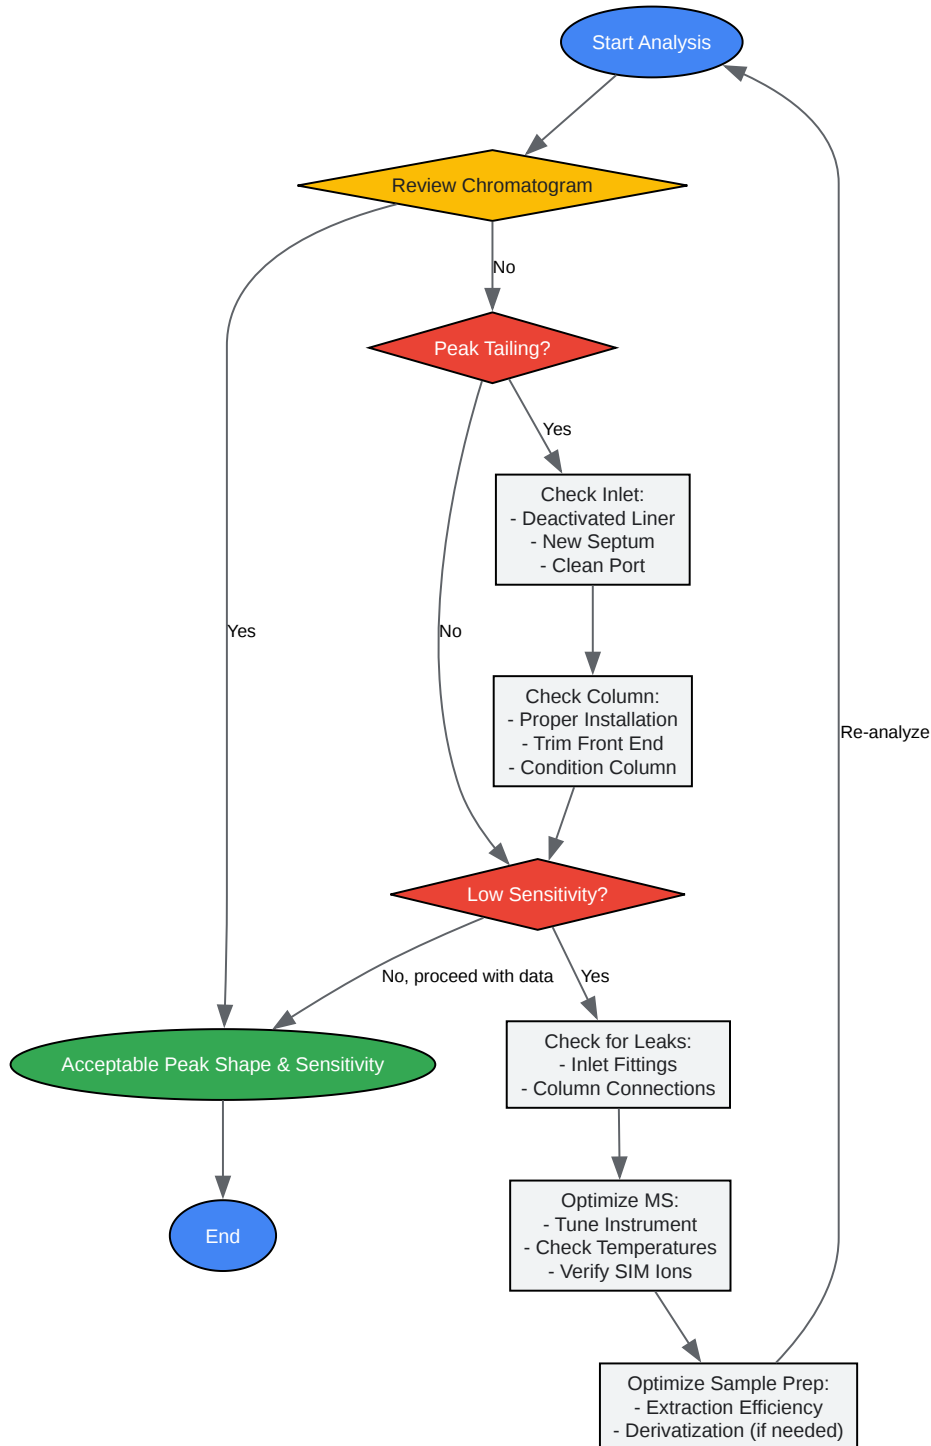 Start Analysis
Review Chromatogram
No
Peak Tailing?
Yes
Check Inlet:
- Deactivated Liner
- New Septum
- Clean Port
Yes
No
Check Column:
- Proper Installation
- Trim Front End
- Condition Column
Re-analyze
Low Sensitivity?
No, proceed with data
Yes
Check for Leaks:
- Inlet Fittings
- Column Connections
Acceptable Peak Shape & Sensitivity
Optimize MS:
- Tune Instrument
- Check Temperatures
- Verify SIM Ions
End
Optimize Sample Prep:
- Extraction Efficiency
- Derivatization (if needed)